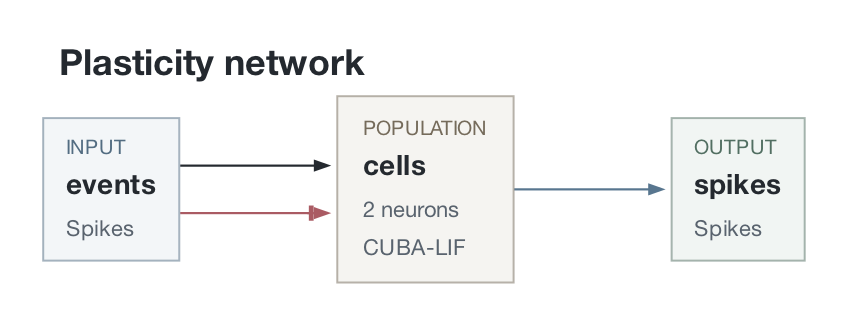 Plasticity network
INPUT
events
Spikes
POPULATION
cells
2 neurons
CUBA-LIF
OUTPUT
spikes
Spikes